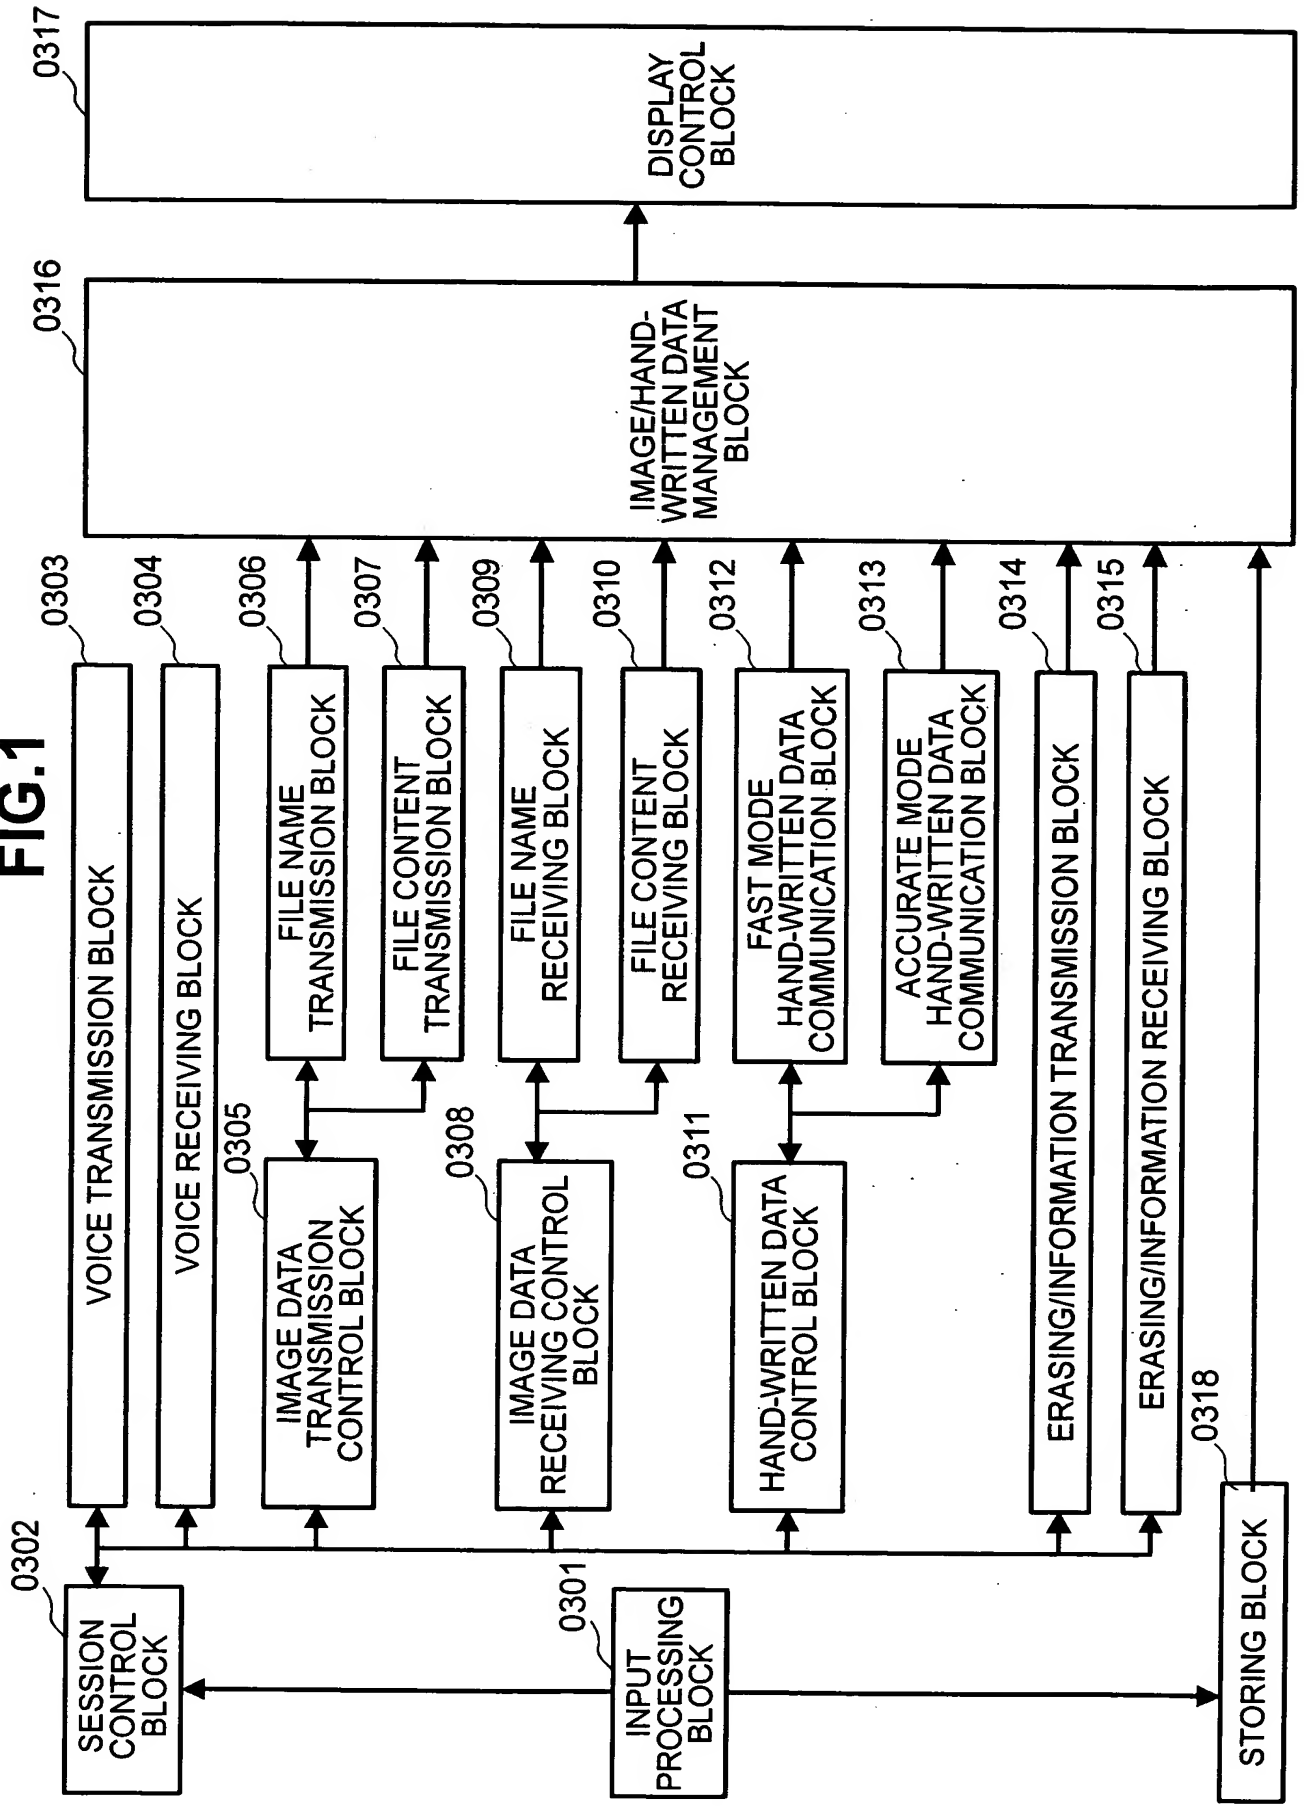 FIG.1
0301
INPUT
PROCESSING
BLOCK
0302
SESSION
CONTROL
BLOCK
0303
VOICE TRANSMISSION BLOCK
0304
VOICE RECEIVING BLOCK
0305
IMAGE DATA
TRANSMISSION
CONTROL BLOCK
0306
FILE NAME
TRANSMISSION BLOCK
0307
FILE CONTENT
TRANSMISSION BLOCK
0308
IMAGE DATA
RECEIVING CONTROL
BLOCK
0309
FILE NAME
RECEIVING BLOCK
0310
FILE CONTENT
RECEIVING BLOCK
0311
HAND-WRITTEN DATA
CONTROL BLOCK
0312
FAST MODE
HAND-WRITTEN DATA
COMMUNICATION BLOCK
0313
ACCURATE MODE
HAND-WRITTEN DATA
COMMUNICATION BLOCK
0314
ERASING/INFORMATION TRANSMISSION BLOCK
0315
ERASING/INFORMATION RECEIVING BLOCK
0318
STORING BLOCK
0316
IMAGE/HAND-
WRITTEN DATA
MANAGEMENT
BLOCK
0317
DISPLAY
CONTROL
BLOCK